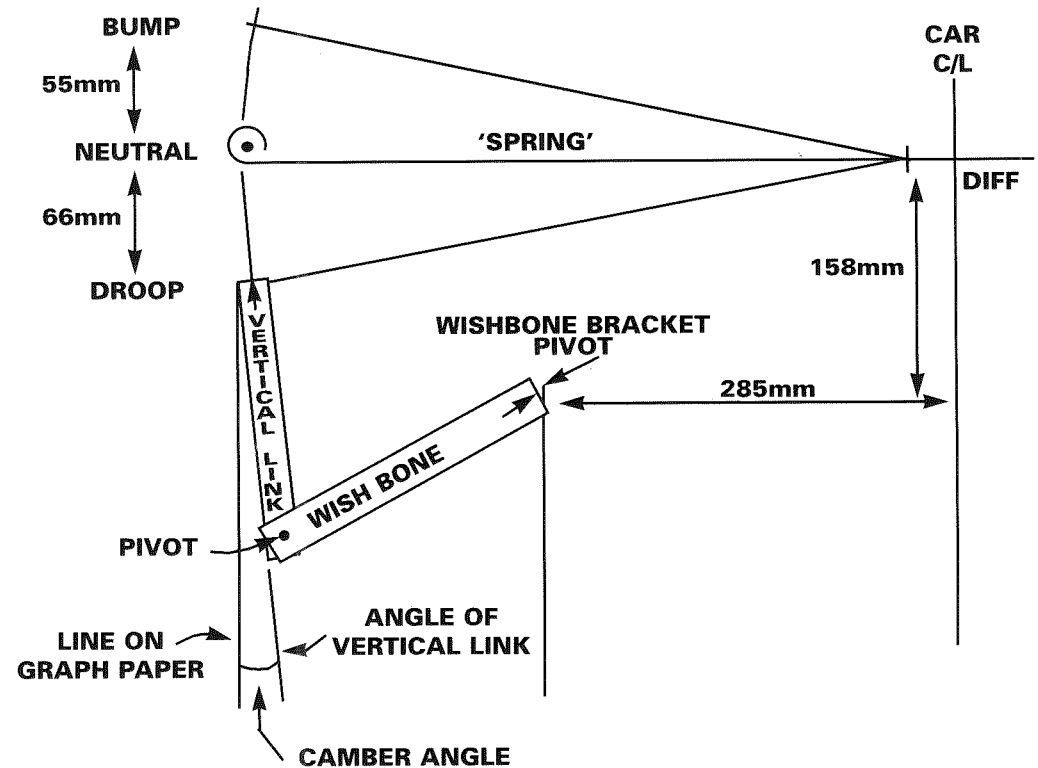 BUMP
55mm
NEUTRAL
66mm
DROOP
'SPRING'
CAR
C/L
DIFF
158mm
WISHBONE BRACKET
PIVOT
285mm
VERTICAL LINK
WISH BONE
PIVOT
LINE ON
GRAPH PAPER
ANGLE OF
VERTICAL LINK
CAMBER ANGLE